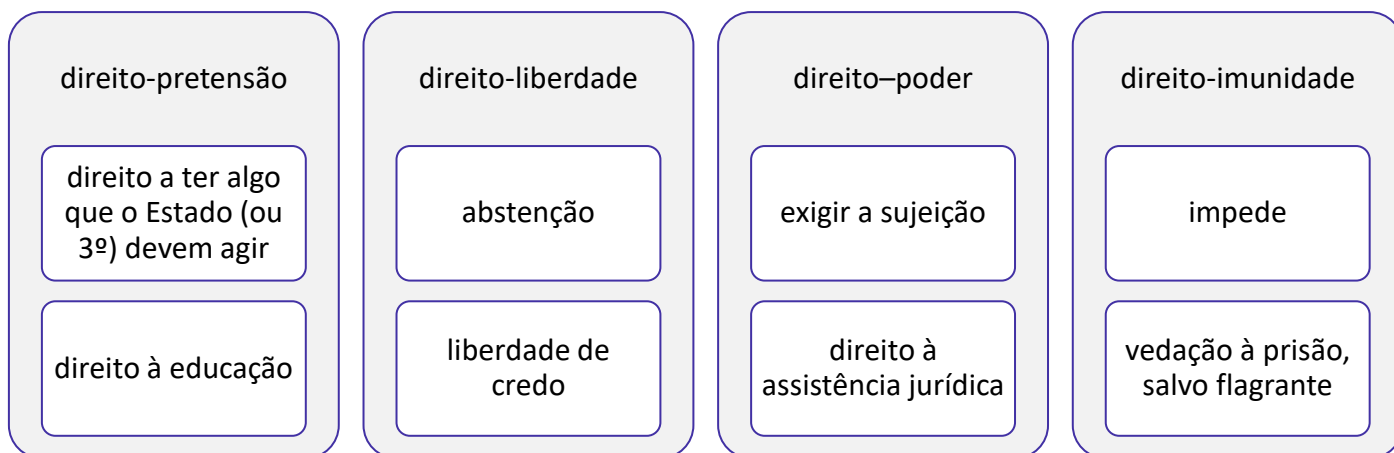 direito-pretensão
direito a ter algo
que o Estado (ou
3º) devem agir
direito à educação
direito-liberdade
abstenção
liberdade de
credo
direito–poder
exigir a sujeição
direito à
assistência jurídica
direito-imunidade
impede
vedação à prisão,
salvo flagrante